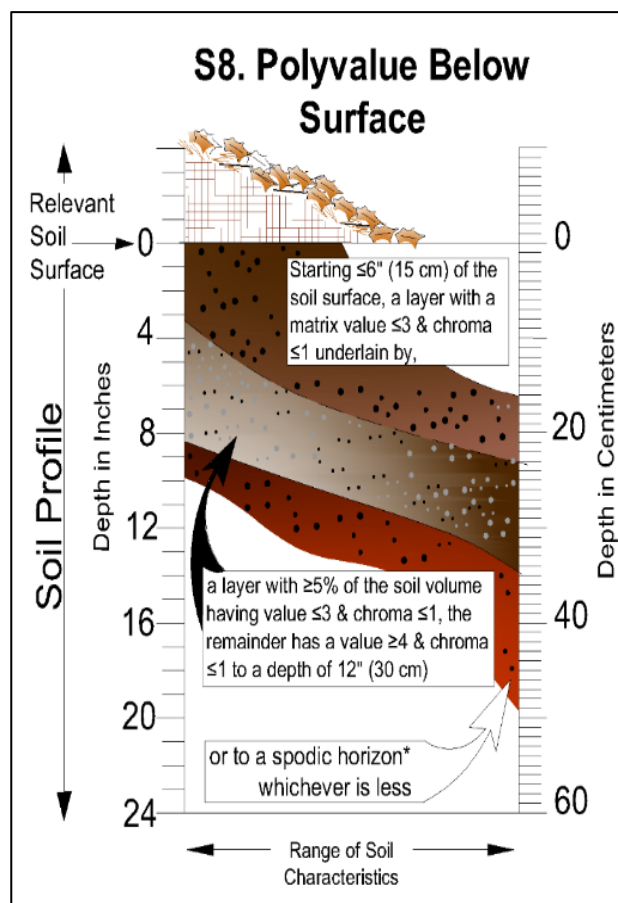 S8. Polyvalue Below
Surface
Relevant
Soil
Surface
Soil Profile
Depth in Inches
0
4
8
12
16
20
24
Starting ≤6" (15 cm) of the
soil surface, a layer with a
matrix value ≤3 & chroma
≤1 underlain by,
a layer with ≥5% of the soil volume
having value ≤3 & chroma ≤1, the
remainder has a value ≥4 & chroma
≤1 to a depth of 12" (30 cm)
or to a spodic horizon*
whichever is less
0
20
40
60
Depth in Centimeters
Range of Soil
Characteristics